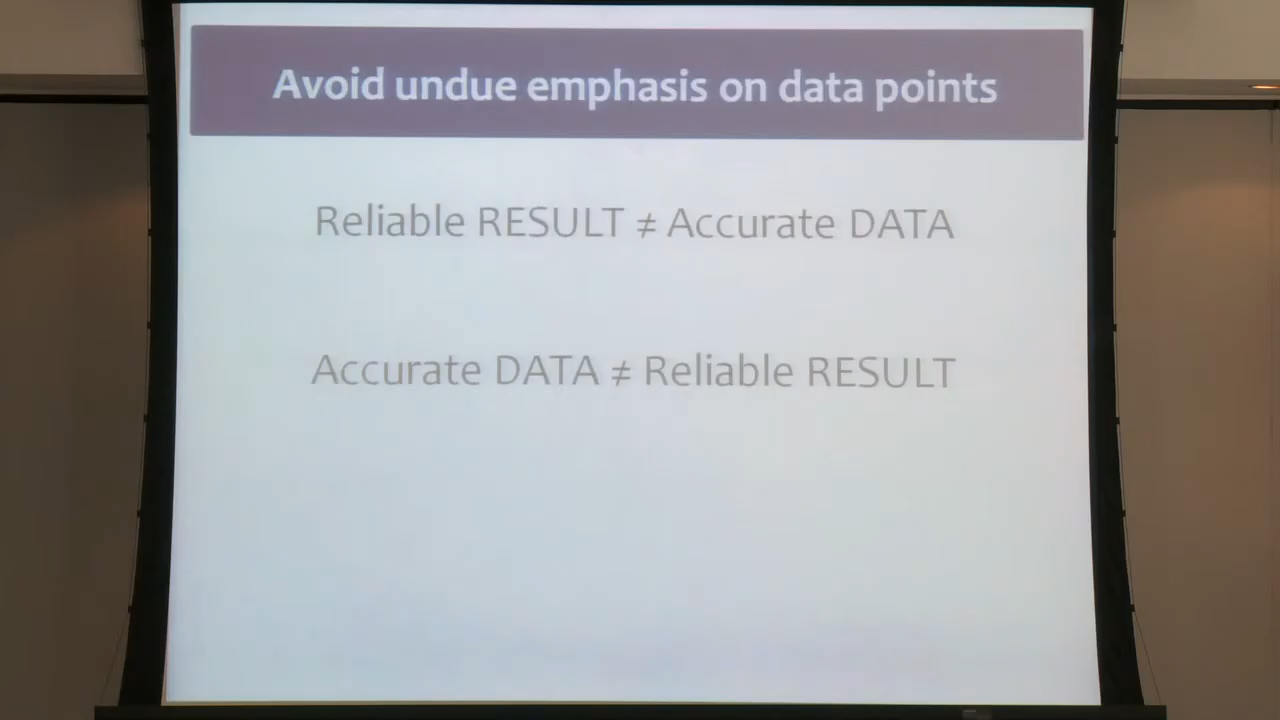 Avoid undue emphasis on data points
Reliable RESULT ≠ Accurate DATA
Accurate DATA ≠ Reliable RESULT